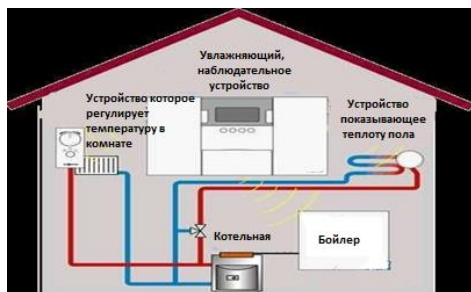 Увлажняющий,
наблюдательное
устройство
Устройство которое
регулирует
температуру в
комнате
Устройство
показывающее
теплоту пола
Котельная
Бойлер